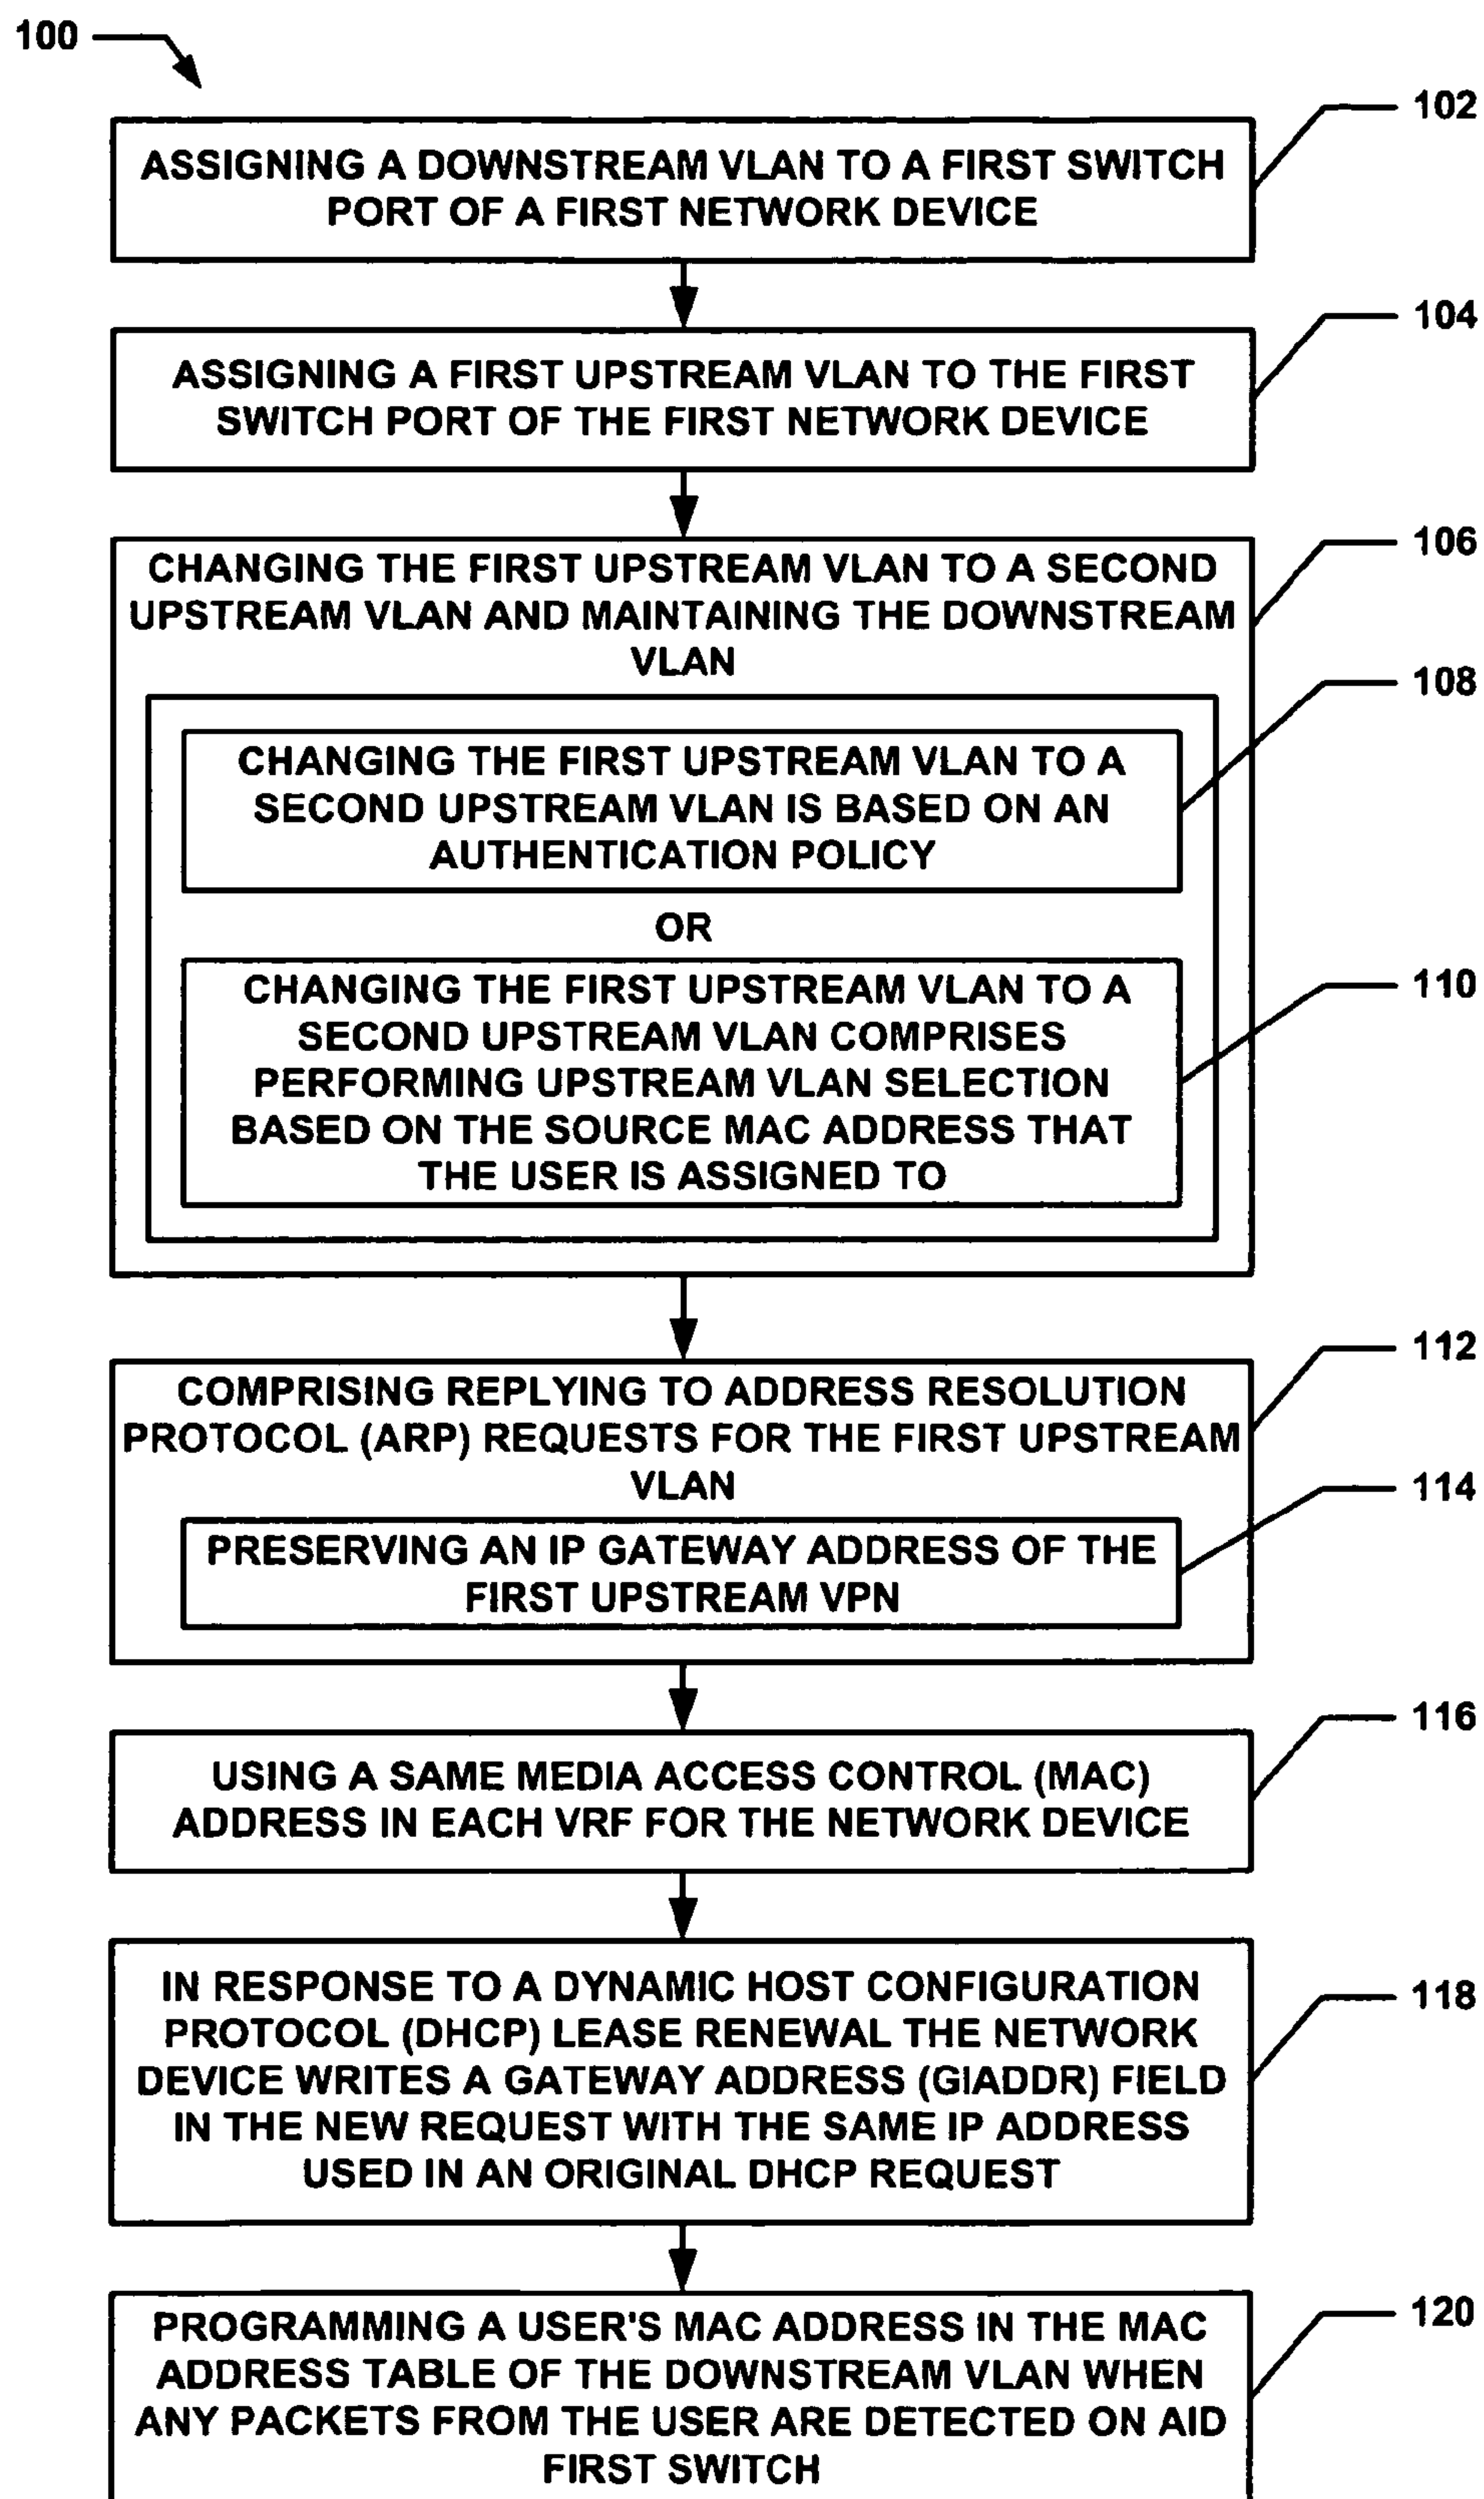 100
102
ASSIGNING A DOWNSTREAM VLAN TO A FIRST SWITCH
PORT OF A FIRST NETWORK DEVICE
104
ASSIGNING A FIRST UPSTREAM VLAN TO THE FIRST
SWITCH PORT OF THE FIRST NETWORK DEVICE
106
CHANGING THE FIRST UPSTREAM VLAN TO A SECOND
UPSTREAM VLAN AND MAINTAINING THE DOWNSTREAM
VLAN
108
CHANGING THE FIRST UPSTREAM VLAN TO A
SECOND UPSTREAM VLAN IS BASED ON AN
AUTHENTICATION POLICY
OR
110
CHANGING THE FIRST UPSTREAM VLAN TO A
SECOND UPSTREAM VLAN COMPRISES
PERFORMING UPSTREAM VLAN SELECTION
BASED ON THE SOURCE MAC ADDRESS THAT
THE USER IS ASSIGNED TO
112
COMPRISING REPLYING TO ADDRESS RESOLUTION
PROTOCOL (ARP) REQUESTS FOR THE FIRST UPSTREAM
VLAN
114
PRESERVING AN IP GATEWAY ADDRESS OF THE
FIRST UPSTREAM VPN
116
USING A SAME MEDIA ACCESS CONTROL (MAC)
ADDRESS IN EACH VRF FOR THE NETWORK DEVICE
118
IN RESPONSE TO A DYNAMIC HOST CONFIGURATION
PROTOCOL (DHCP) LEASE RENEWAL THE NETWORK
DEVICE WRITES A GATEWAY ADDRESS (GIADDR) FIELD
IN THE NEW REQUEST WITH THE SAME IP ADDRESS
USED IN AN ORIGINAL DHCP REQUEST
120
PROGRAMMING A USER'S MAC ADDRESS IN THE MAC
ADDRESS TABLE OF THE DOWNSTREAM VLAN WHEN
ANY PACKETS FROM THE USER ARE DETECTED ON AID
FIRST SWITCH